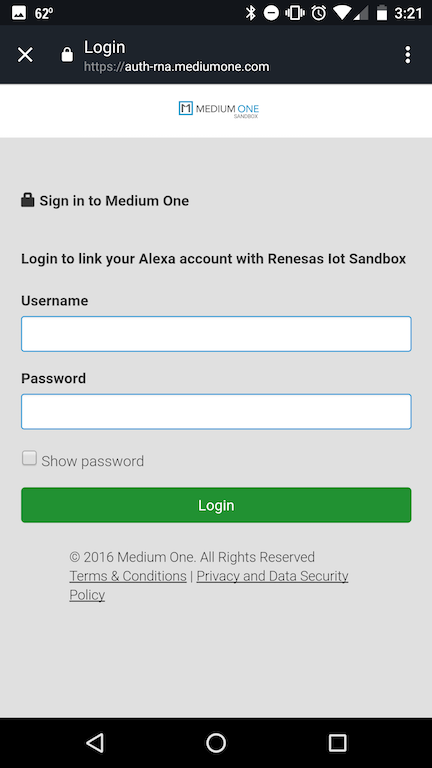 62° 3:21
Login
https://auth-rna.mediumone.com
MEDIUM ONE
SANDBOX
Sign in to Medium One
Login to link your Alexa account with Renesas Iot Sandbox
Username
Password
Show password
Login
© 2016 Medium One. All Rights Reserved
Terms & Conditions | Privacy and Data Security
Policy